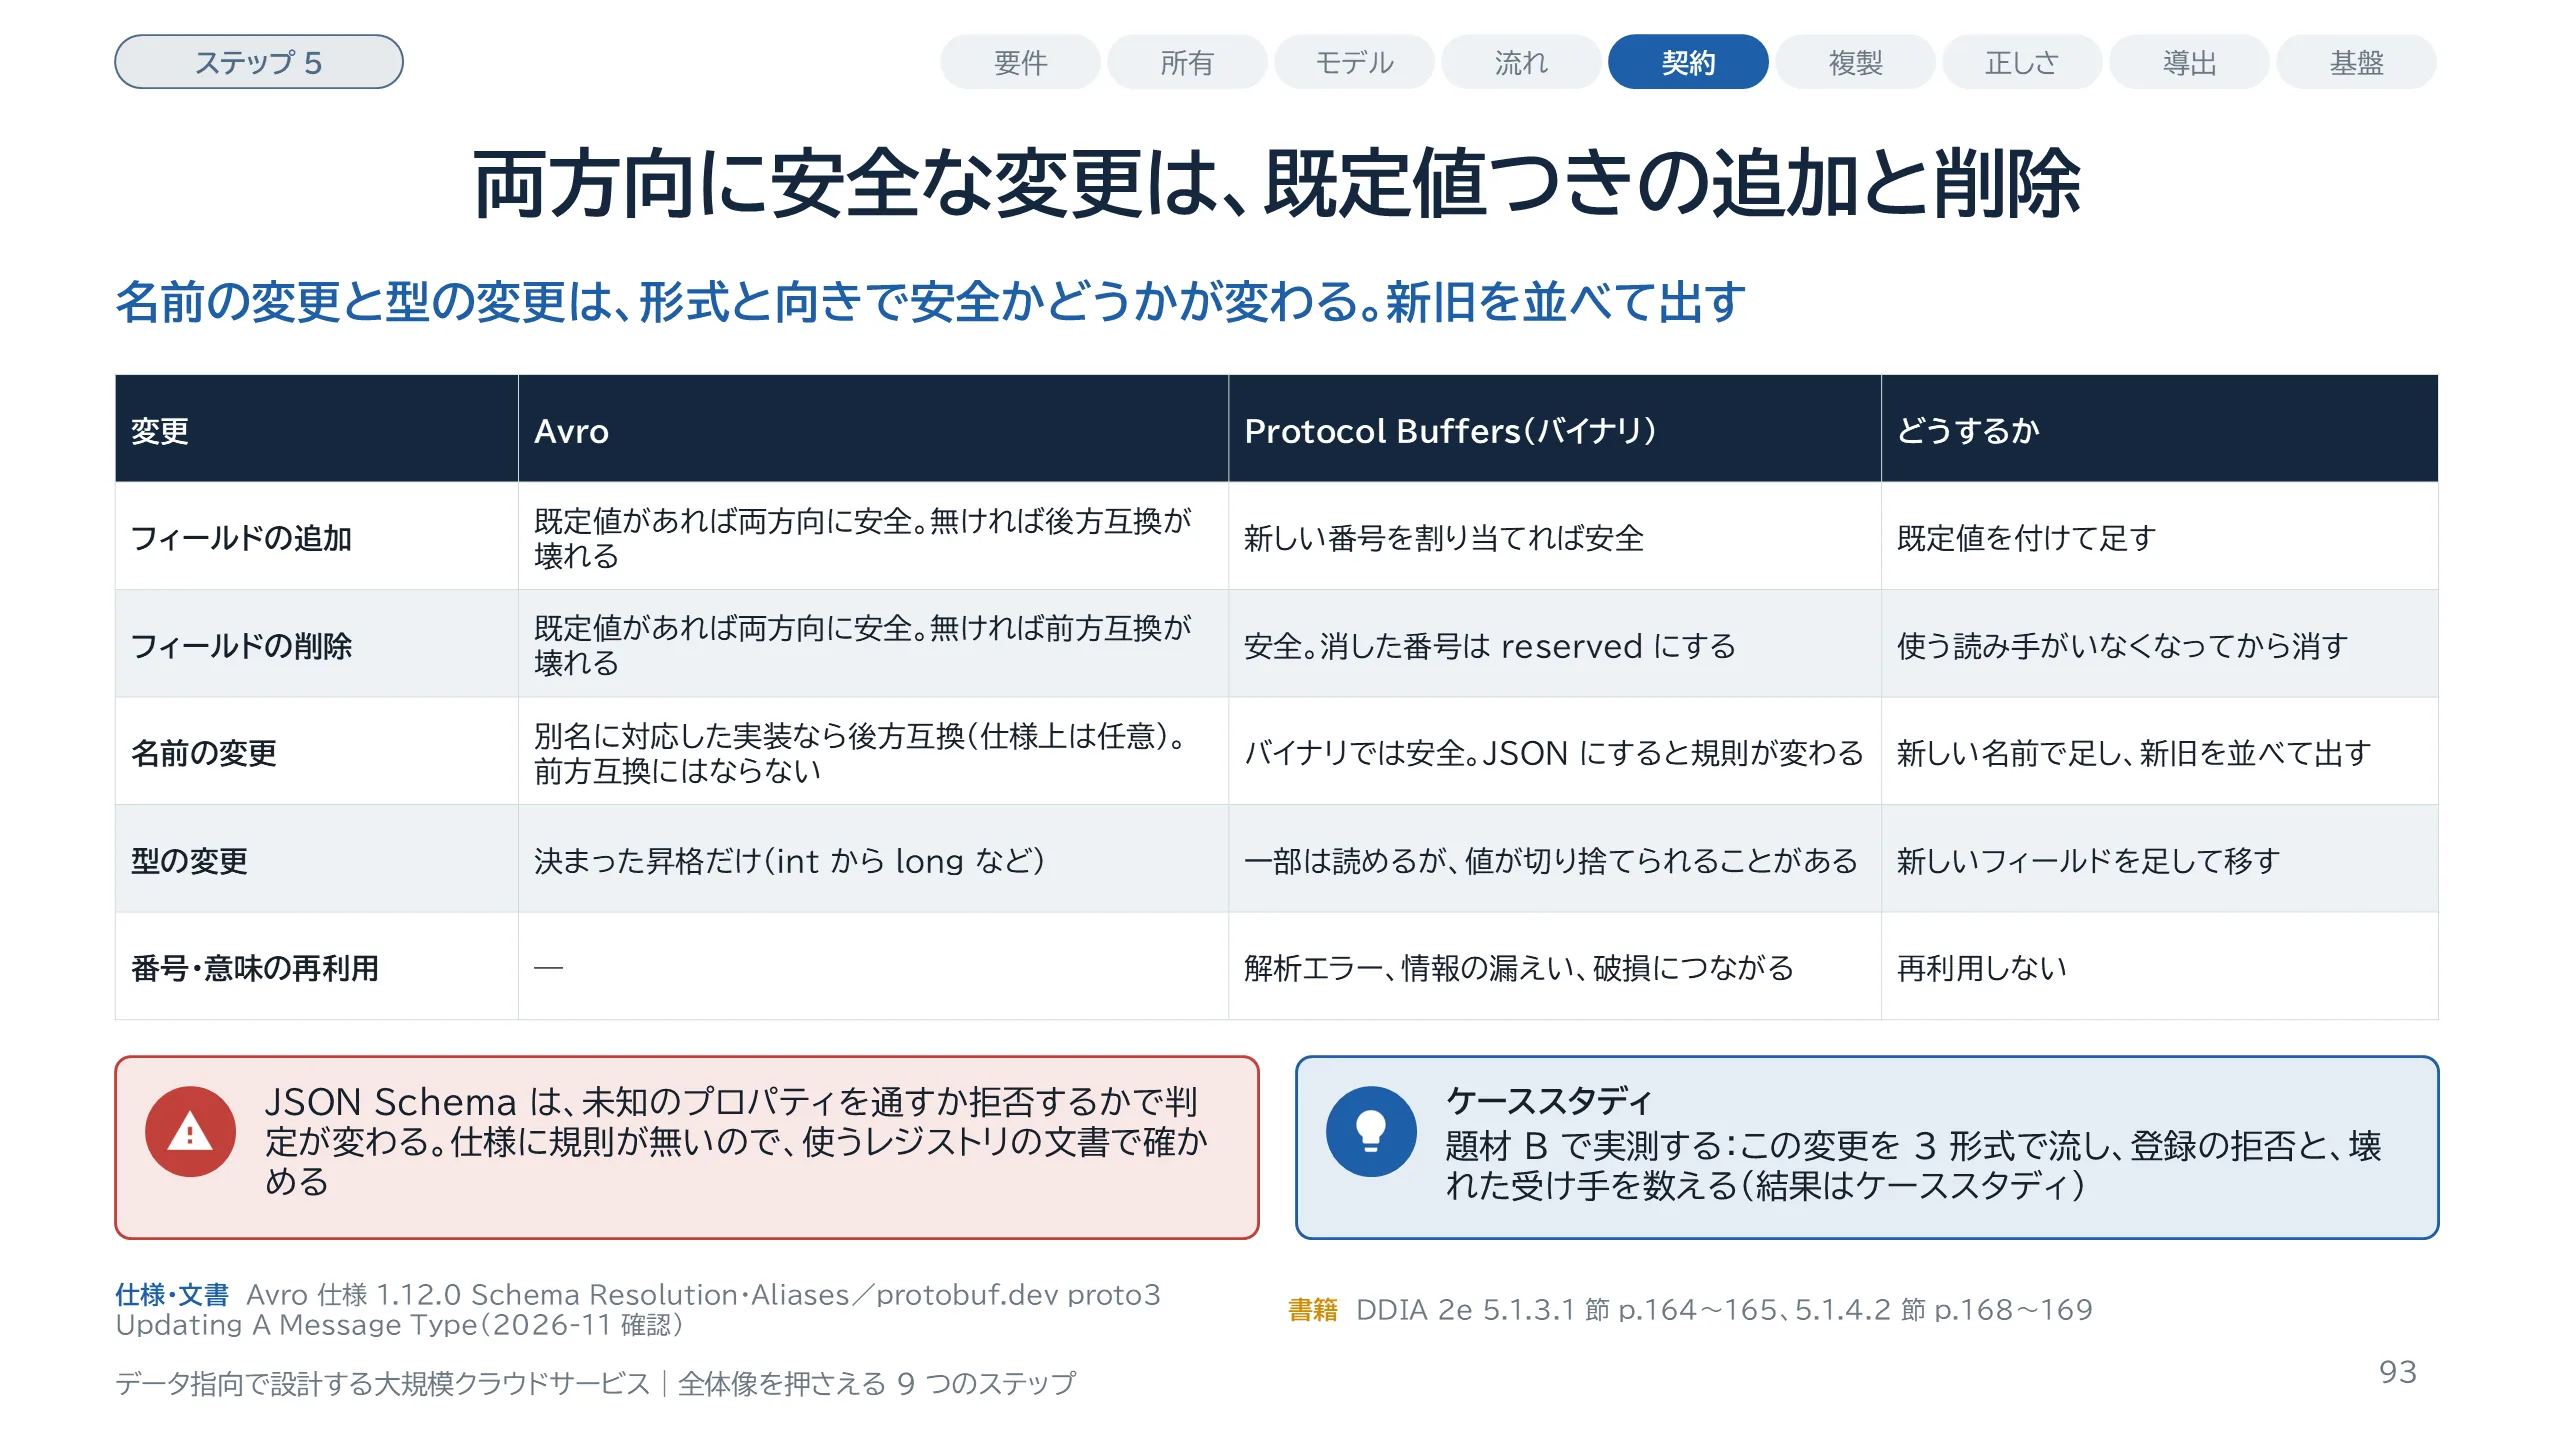 ステップ 5
要件
所有
モデル
流れ
契約
複製
正しさ
導出
基盤
両方向に安全な変更は、既定値つきの追加と削除
名前の変更と型の変更は、形式と向きで安全かどうかが変わる。新旧を並べて出す
変更
Avro
Protocol Buffers（バイナリ）
どうするか
フィールドの追加
既定値があれば両方向に安全。無ければ後方互換が
壊れる
新しい番号を割り当てれば安全
既定値を付けて足す
フィールドの削除
既定値があれば両方向に安全。無ければ前方互換が
壊れる
安全。消した番号は reserved にする
使う読み手がいなくなってから消す
名前の変更
別名に対応した実装なら後方互換（仕様上は任意）。
前方互換にはならない
バイナリでは安全。JSON にすると規則が変わる
新しい名前で足し、新旧を並べて出す
型の変更
決まった昇格だけ（int から long など）
一部は読めるが、値が切り捨てられることがある
新しいフィールドを足して移す
番号・意味の再利用
—
解析エラー、情報の漏えい、破損につながる
再利用しない
JSON Schema は、未知のプロパティを通すか拒否するかで判
定が変わる。仕様に規則が無いので、使うレジストリの文書で確か
める
ケーススタディ
題材 B で実測する：この変更を 3 形式で流し、登録の拒否と、壊
れた受け手を数える（結果はケーススタディ）
仕様・文書 Avro 仕様 1.12.0 Schema Resolution・Aliases／protobuf.dev proto3
Updating A Message Type（2026-11 確認）
書籍 DDIA 2e 5.1.3.1 節 p.164～165、5.1.4.2 節 p.168～169
データ指向で設計する大規模クラウドサービス｜全体像を押さえる 9 つのステップ
93